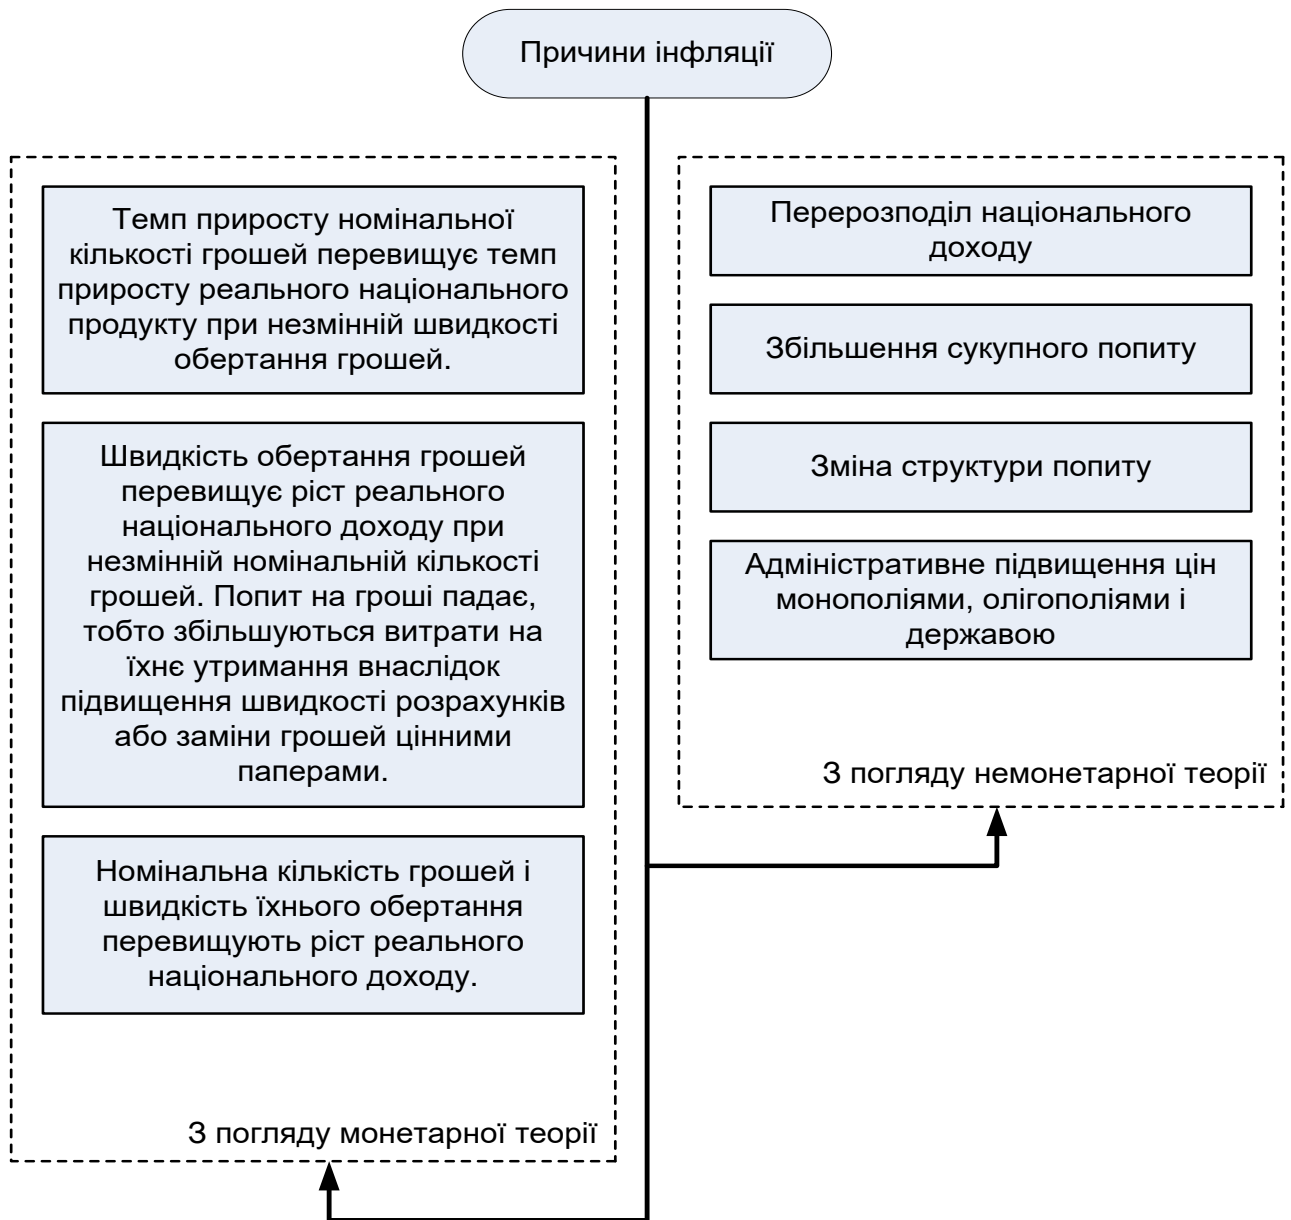 Причини інфляції
Темп приросту номінальної
кількості грошей перевищує темп
приросту реального національного
продукту при незмінній швидкості
обертання грошей.
Швидкість обертання грошей
перевищує ріст реального
національного доходу при
незмінній номінальній кількості
грошей. Попит на гроші падає,
тобто збільшуються витрати на
їхнє утримання внаслідок
підвищення швидкості розрахунків
або заміни грошей цінними
паперами.
Номінальна кількість грошей і
швидкість їхнього обертання
перевищують ріст реального
національного доходу.
З погляду монетарної теорії
Перерозподіл національного
доходу
Збільшення сукупного попиту
Зміна структури попиту
Адміністративне підвищення цін
монополіями, олігополіями і
державою
З погляду немонетарної теорії